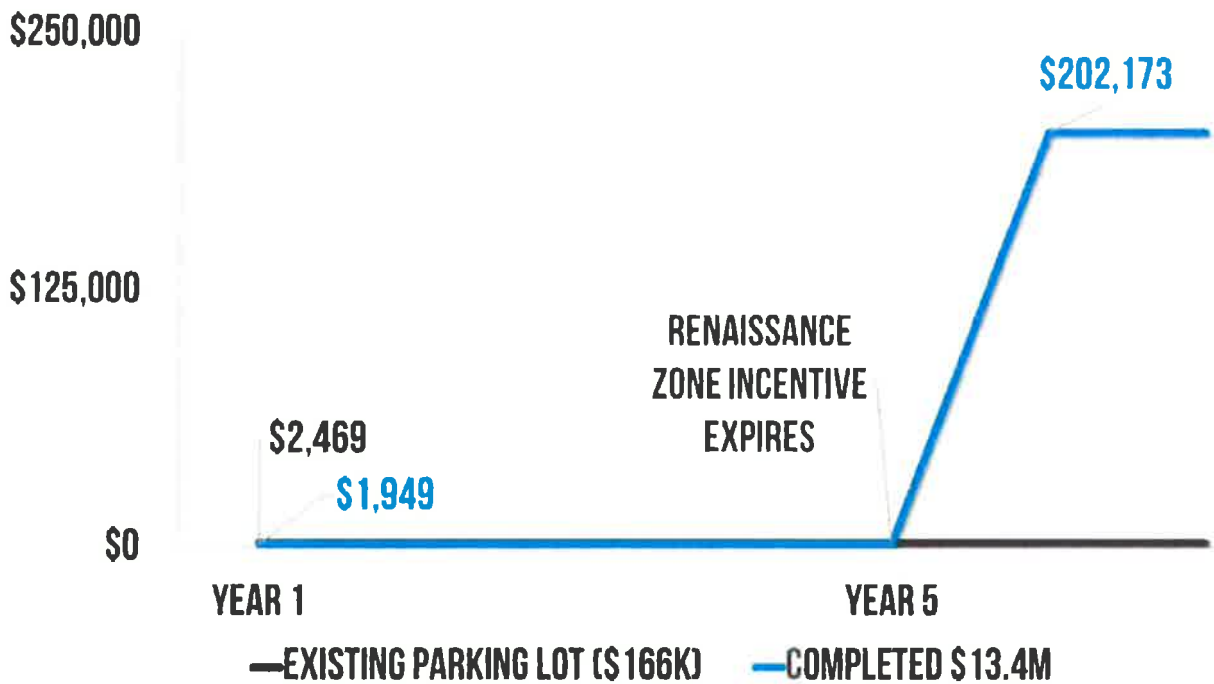 $250,000
$202,173
$125,000
RENAISSANCE
ZONE INCENTIVE
EXPIRES
$2,469
$1,949
$0
YEAR 1
YEAR 5
EXISTING PARKING LOT ($166K)
COMPLETED $13.4M